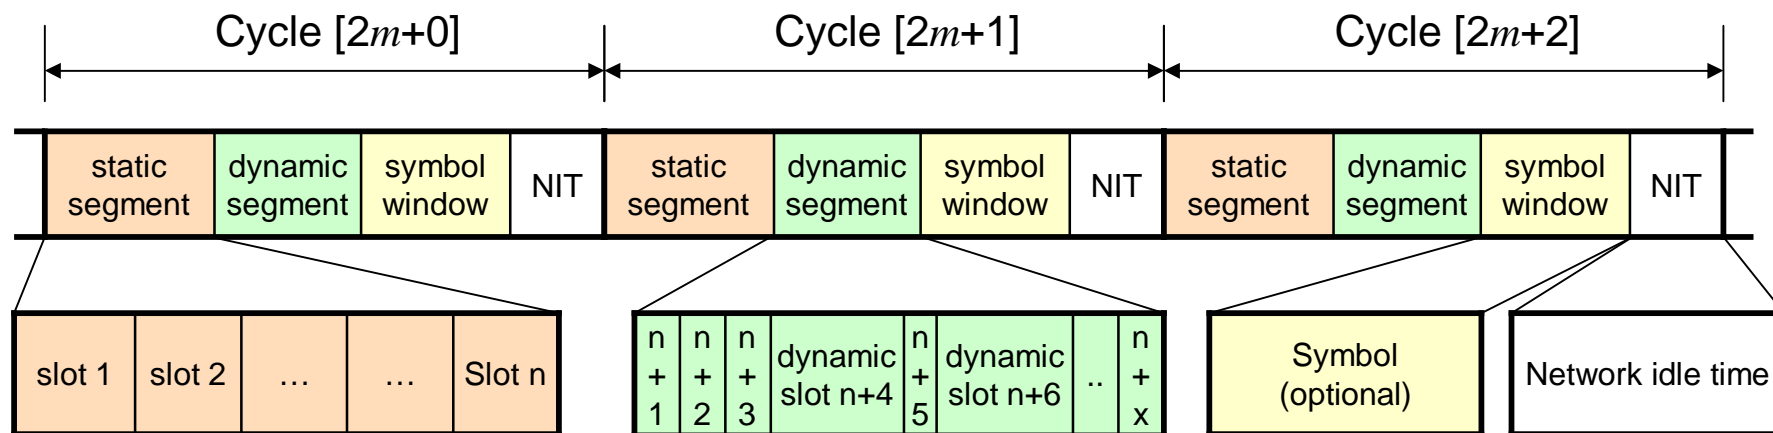 Cycle [2m+0]
Cycle [2m+1]
Cycle [2m+2]
static
segment
dynamic
segment
symbol
window
NIT
static
segment
dynamic
segment
symbol
window
NIT
static
segment
dynamic
segment
symbol
window
NIT
slot 1
slot 2
...
...
Slot n
n
+
1
n
+
2
n
+
3
dynamic
slot n+4
n
+
5
dynamic
slot n+6
..
n
+
x
Symbol
(optional)
Network idle time